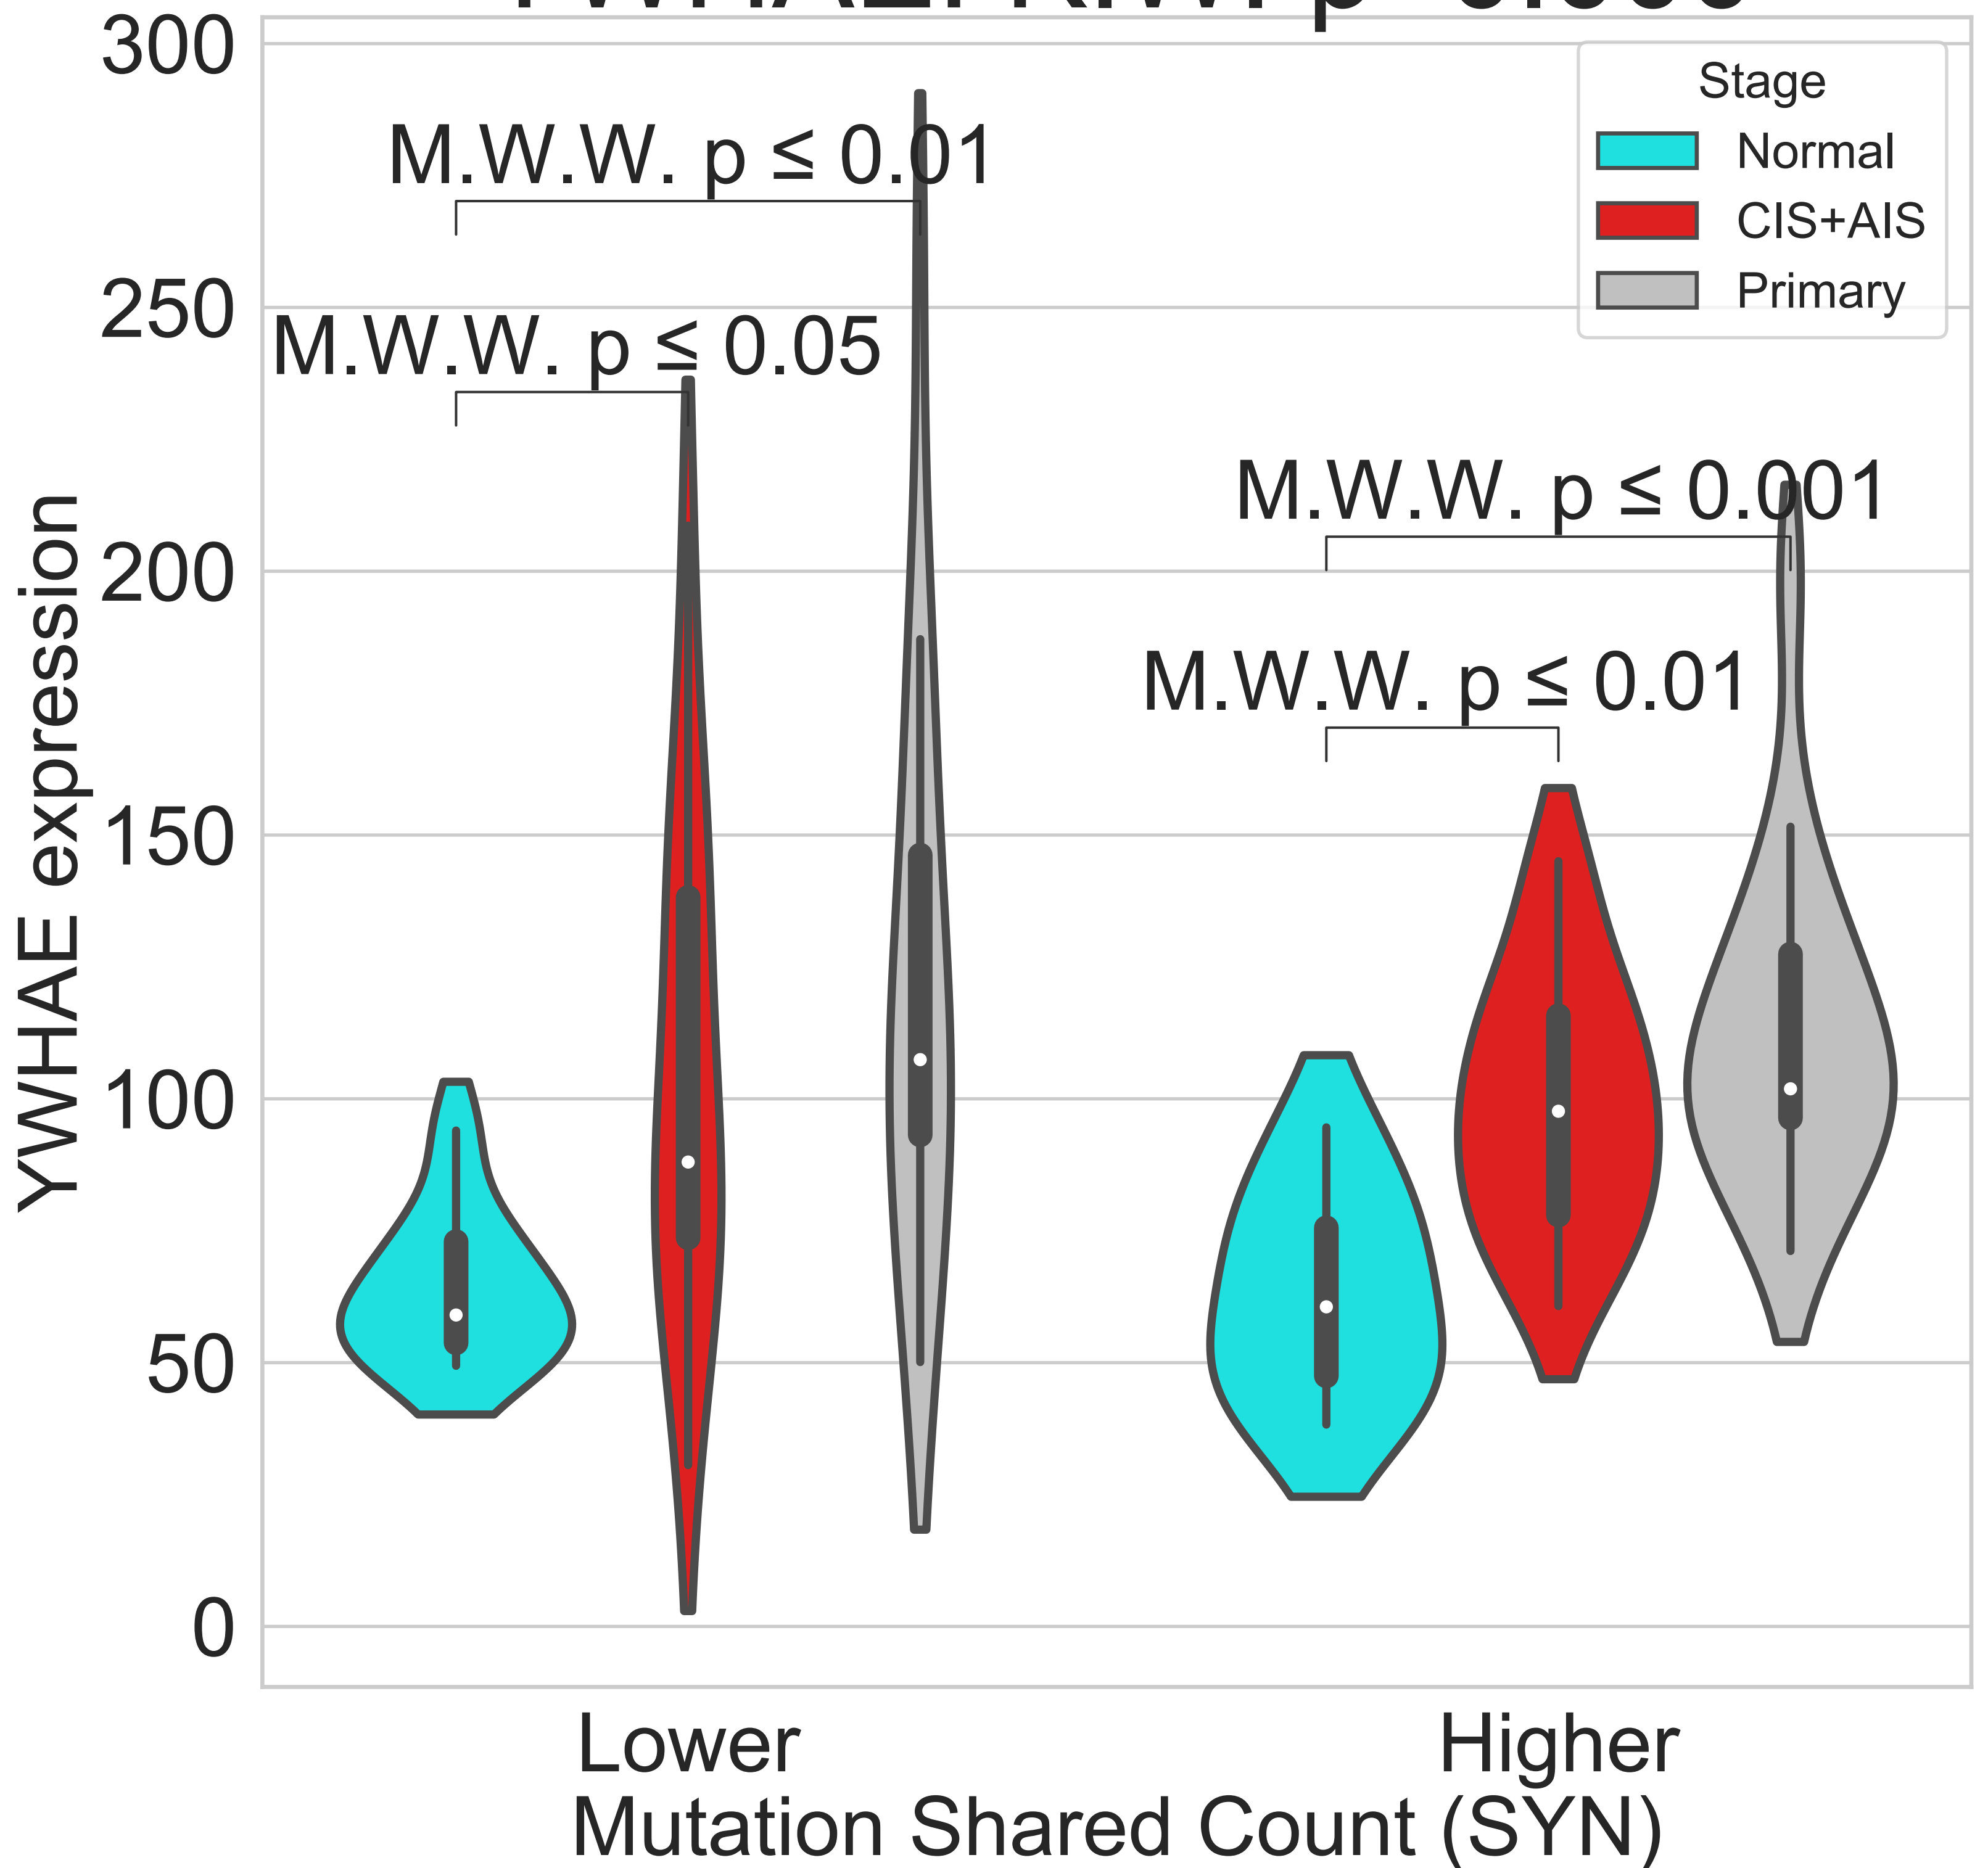 300
250
200
150
100
50
0
YWHAE expression
M.W.W. p ≤ 0.01
M.W.W. p ≤ 0.05
M.W.W. p ≤ 0.001
M.W.W. p ≤ 0.01
Stage
Normal
CIS+AIS
Primary
Lower
Higher
Mutation Shared Count (SYN)